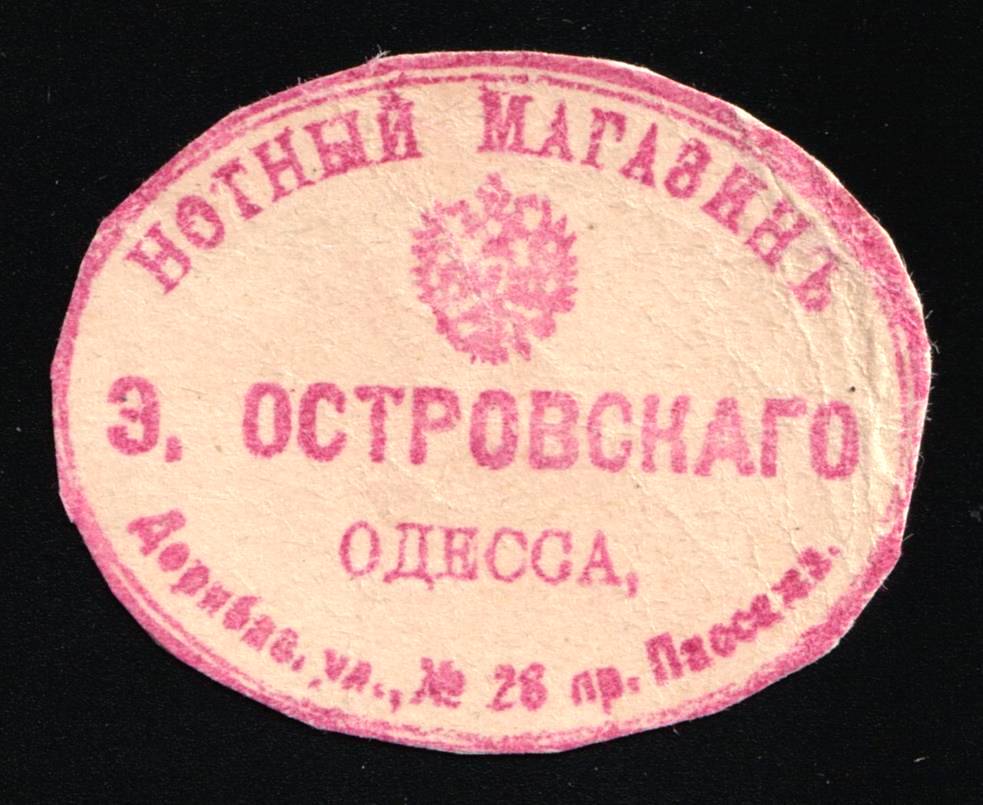 НОТНЫЙ МАГАЗИНЪ
Э. ОСТРОВСКАГО
ОДЕССА,
Дерибас. ул., № 26 пр. Пассажа.